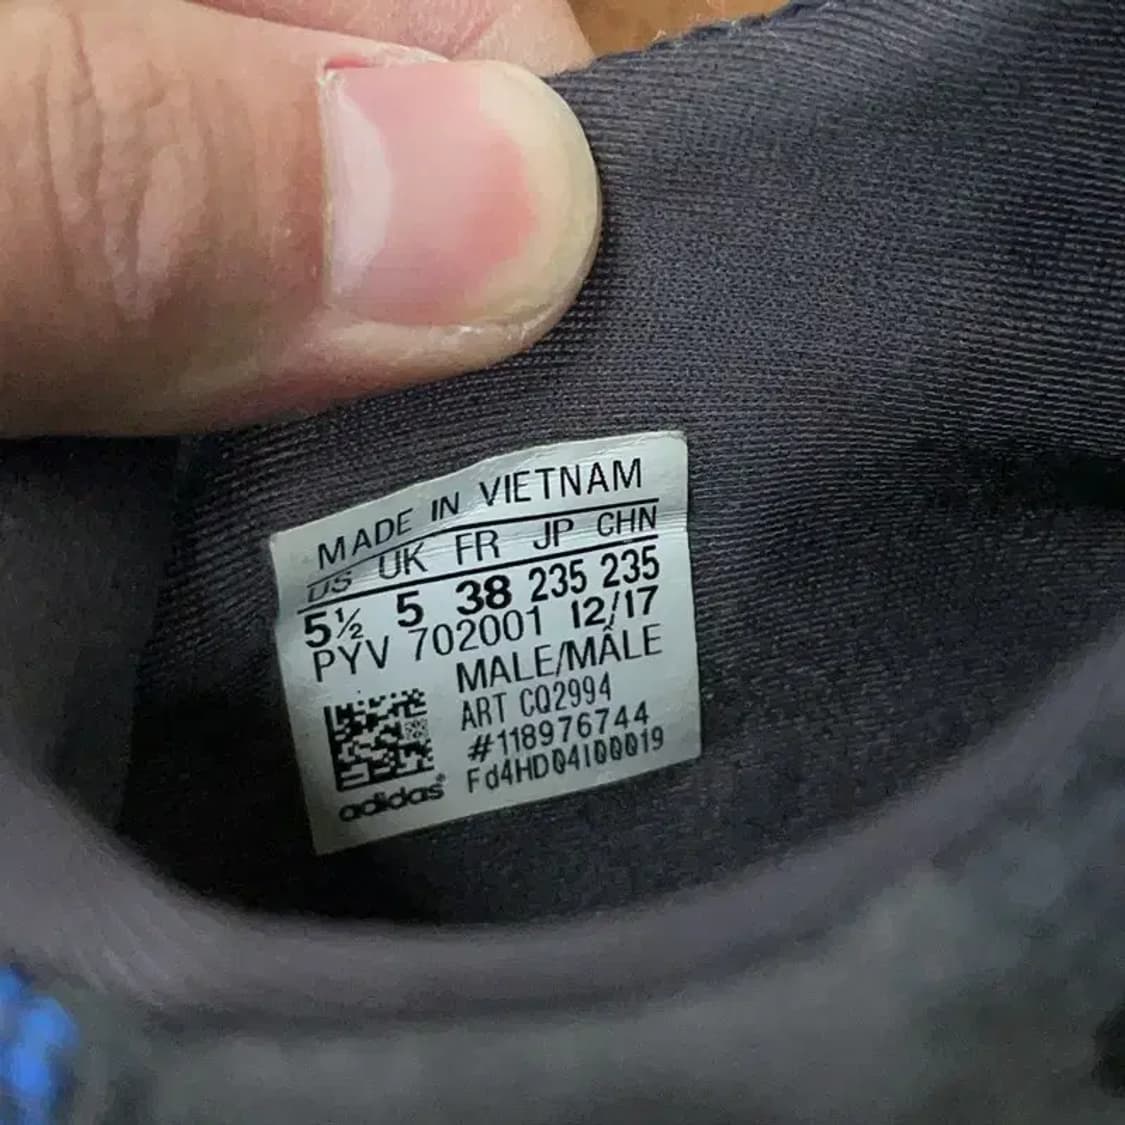 MADE IN VIETNAM
US UK FR JP CHN
5½ 5 38 235 235
PYV 702001 12/17
MALE/MÂLE
ART CQ2994
#118976744
Fd4HD04100019
adidas®